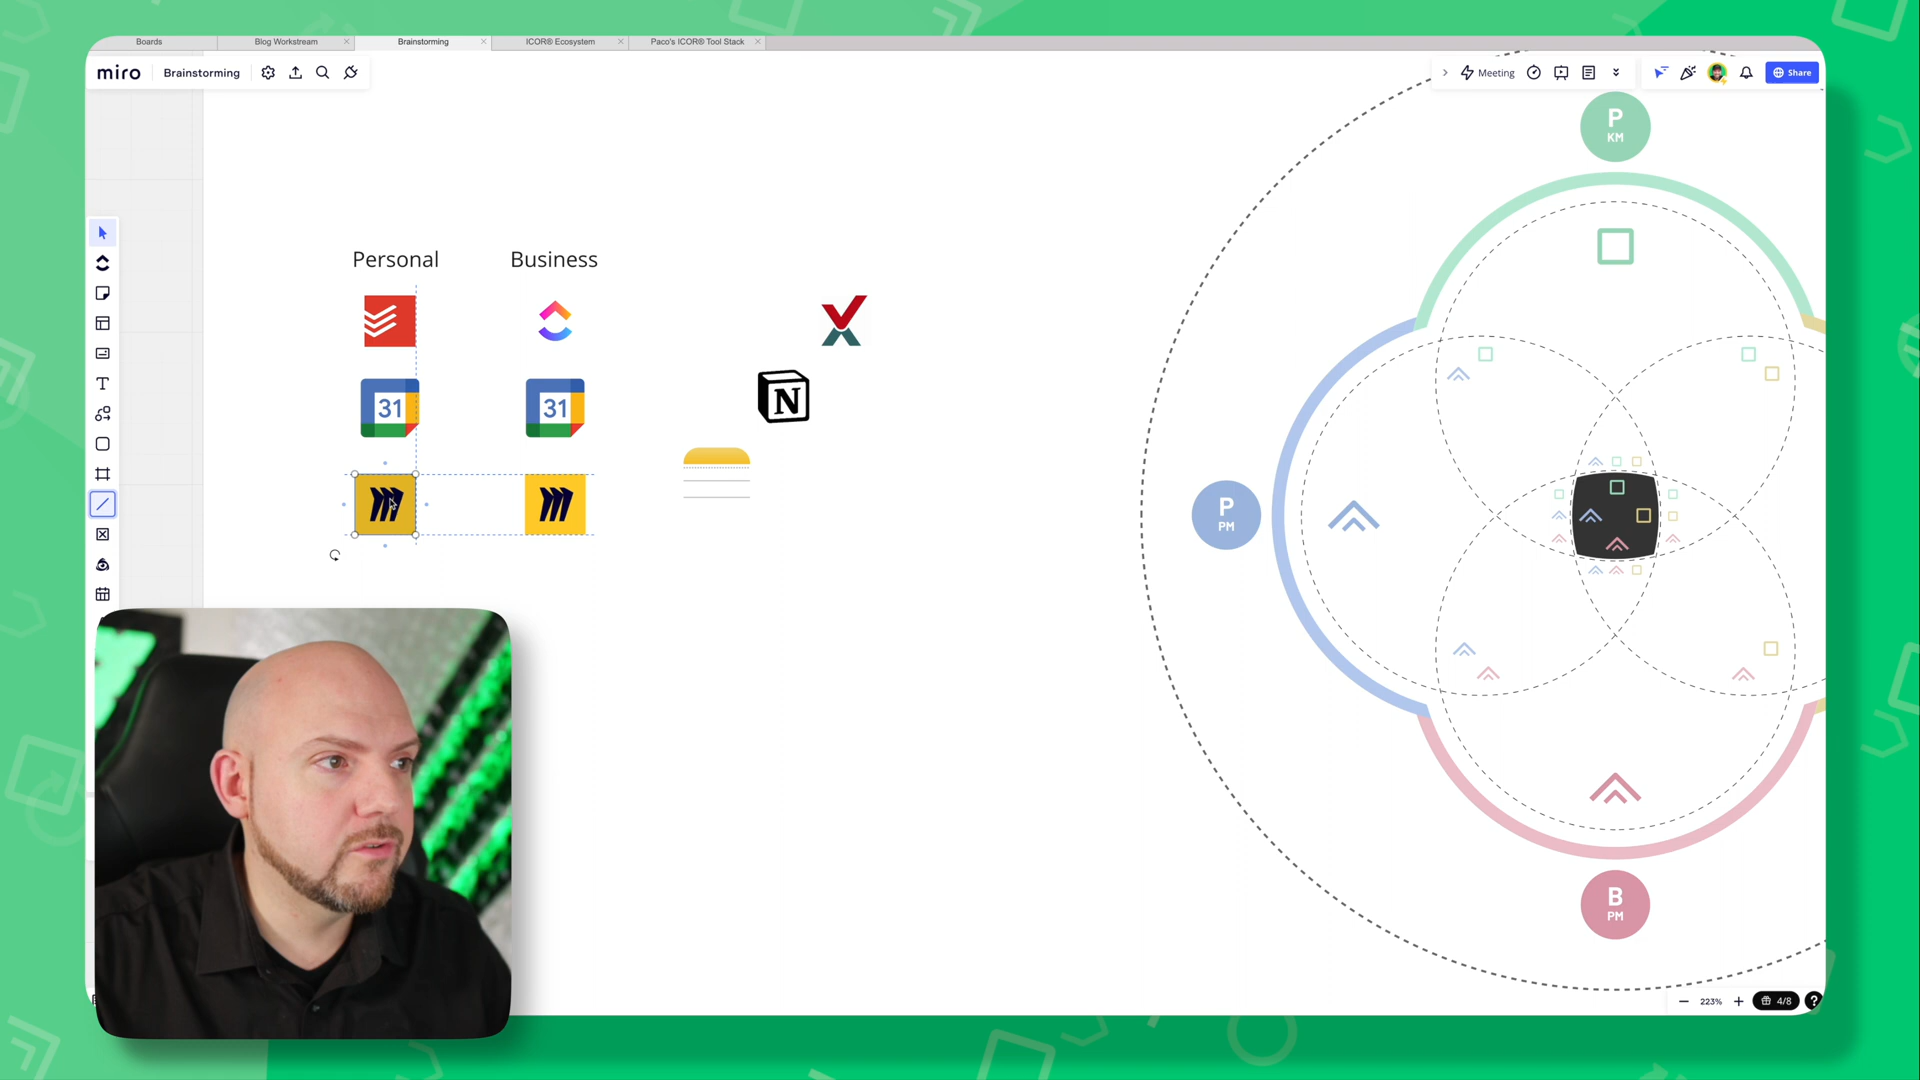 Boards
Blog Workstream
Brainstorming
ICOR® Ecosystem
Paco's ICOR® Tool Stack
miro
Brainstorming
Meeting
Share
P
KM
Personal
Business
31
31
N
P
PM
B
PM
223%
4/8
?